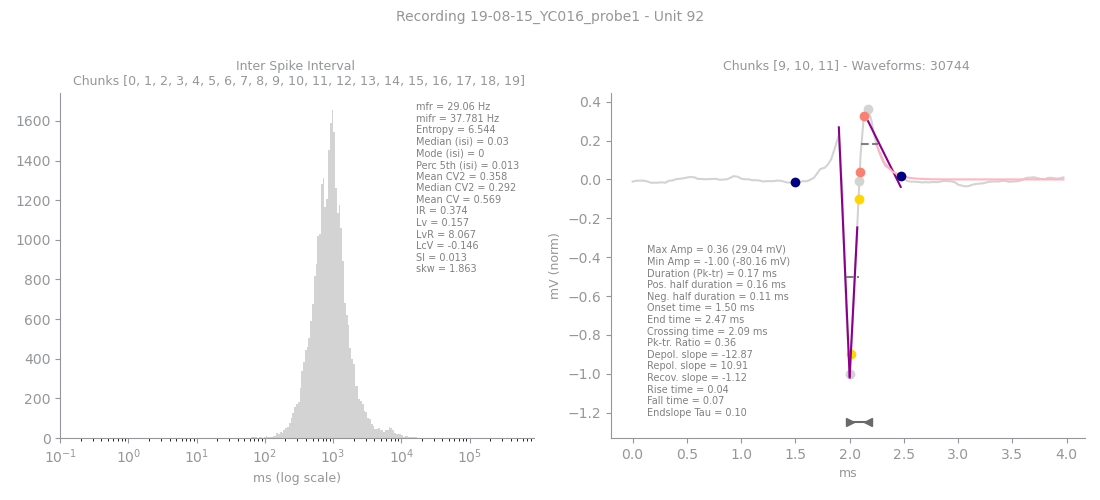 Recording 19-08-15_YC016_probe1 - Unit 92
Inter Spike Interval
Chunks [0, 1, 2, 3, 4, 5, 6, 7, 8, 9, 10, 11, 12, 13, 14, 15, 16, 17, 18, 19]
mfr = 29.06 Hz
mifr = 37.781 Hz
Entropy = 6.544
Median (isi) = 0.03
Mode (isi) = 0
Perc 5th (isi) = 0.013
Mean CV2 = 0.358
Median CV2 = 0.292
Mean CV = 0.569
IR = 0.374
Lv = 0.157
LvR = 8.067
LcV = -0.146
SI = 0.013
skw = 1.863
1600
1400
1200
1000
800
600
400
200
0
10⁻¹ 10⁰ 10¹ 10² 10³ 10⁴ 10⁵
ms (log scale)
Chunks [9, 10, 11] - Waveforms: 30744
0.4
0.2
0.0
−0.2
−0.4
−0.6
−0.8
−1.0
−1.2
mV (norm)
Max Amp = 0.36 (29.04 mV)
Min Amp = -1.00 (-80.16 mV)
Duration (Pk-tr) = 0.17 ms
Pos. half duration = 0.16 ms
Neg. half duration = 0.11 ms
Onset time = 1.50 ms
End time = 2.47 ms
Crossing time = 2.09 ms
Pk-tr. Ratio = 0.36
Depol. slope = -12.87
Repol. slope = 10.91
Recov. slope = -1.12
Rise time = 0.04
Fall time = 0.07
Endslope Tau = 0.10
0.0 0.5 1.0 1.5 2.0 2.5 3.0 3.5 4.0
ms